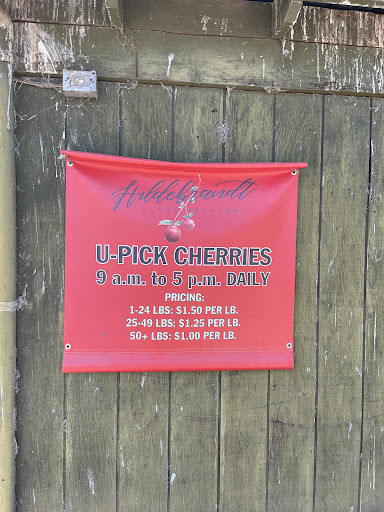 Hildebrandt
U-PICK CHERRIES
9 a.m. to 5 p.m. DAILY
PRICING:
1-24 LBS: $1.50 PER LB.
25-49 LBS: $1.25 PER LB.
50+ LBS: $1.00 PER LB.